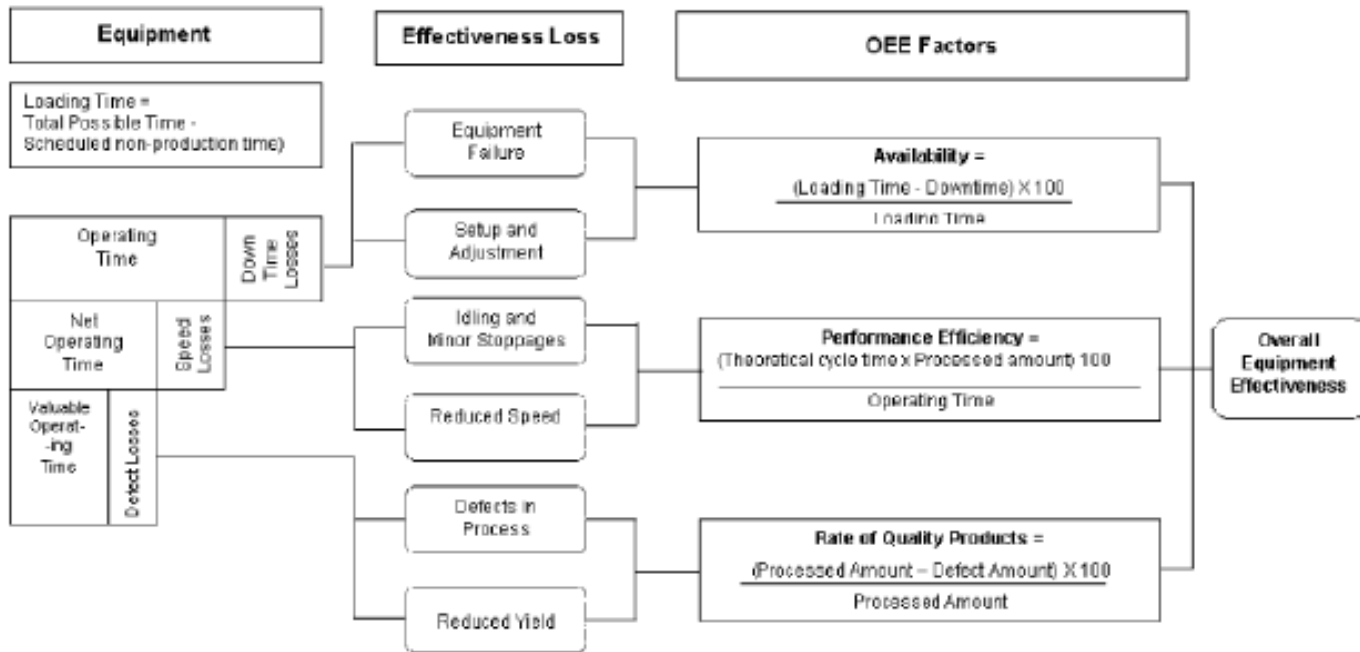 Equipment
Effectiveness Loss
OEE Factors
Loading Time =
Total Possible Time -
Scheduled non-production time)
Equipment
Failure
Availability =
(Loading Time - Downtime) X 100
Loading Time
Operating
Time
Down
Time
Losses
Setup and
Adjustment
Net
Operating
Time
Speed
Losses
Idling and
Minor Stoppages
Performance Efficiency =
(Theoretical cycle time x Processed amount) 100
Operating Time
Overall
Equipment
Effectiveness
Valuable
Operat-
-ing
Time
Defect Losses
Reduced Speed
Defects in
Process
Rate of Quality Products =
(Processed Amount – Defect Amount) X 100
Processed Amount
Reduced Yield